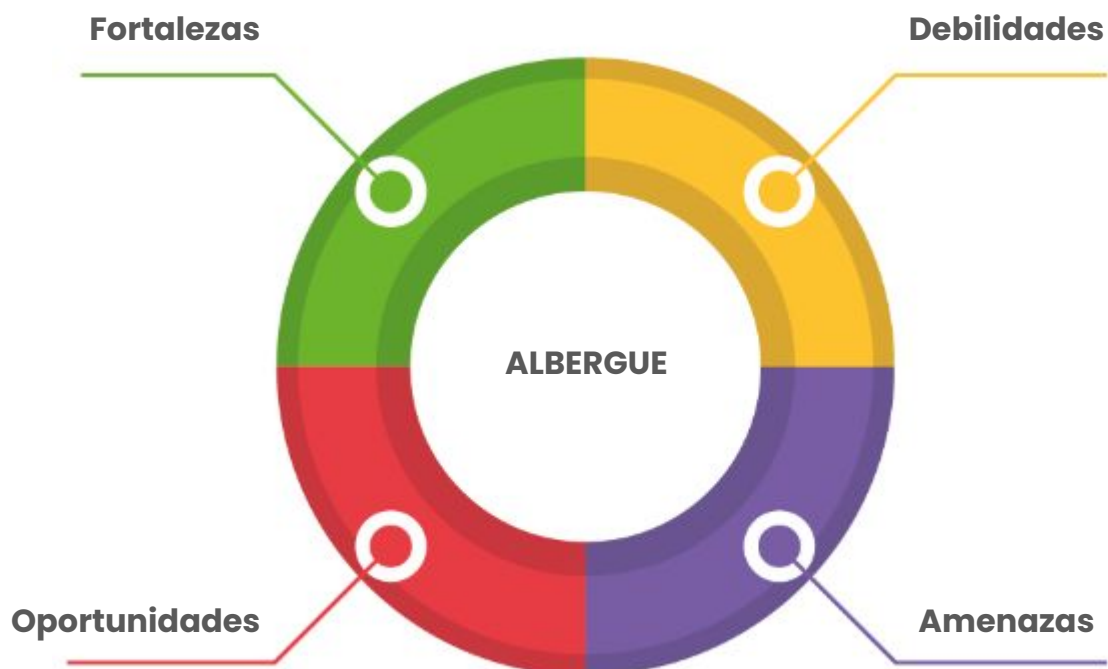 Fortalezas
Debilidades
ALBERGUE
Oportunidades
Amenazas